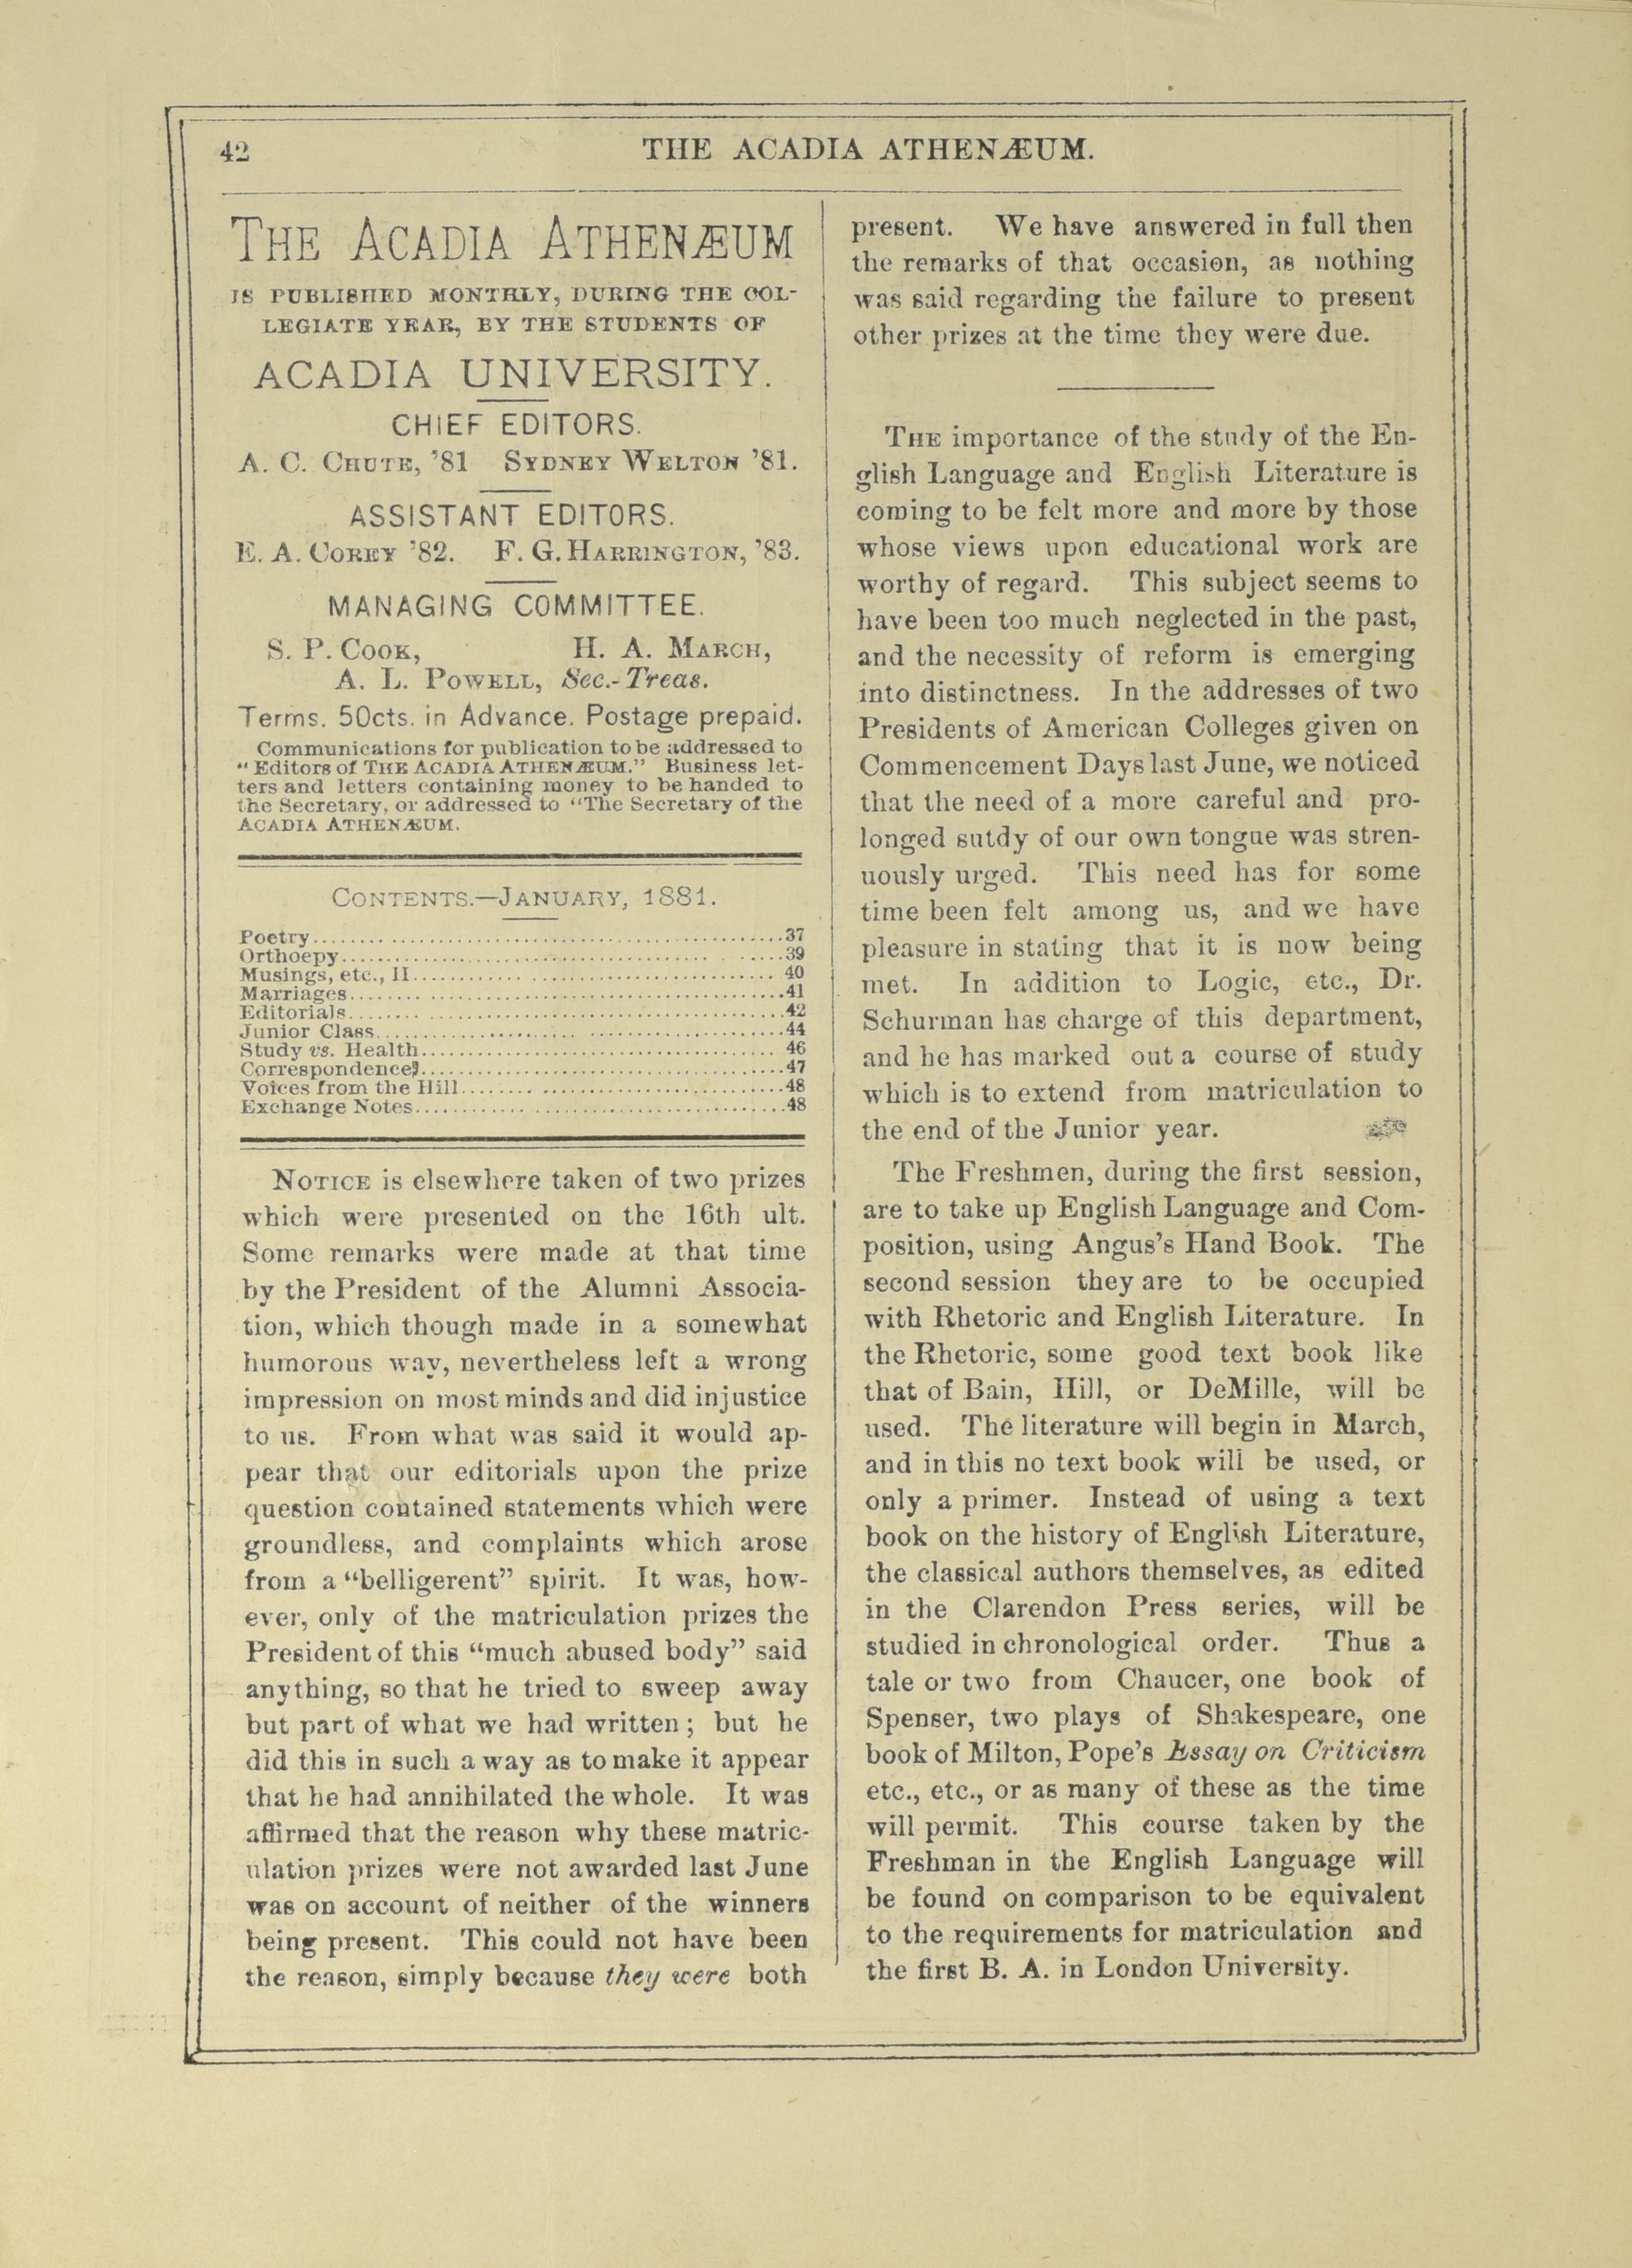 42
THE ACADIA ATHENÆUM.
THE ACADIA ATHENÆUM
IS PUBLISHED MONTHLY, DURING THE COL-
LEGIATE YEAR, BY THE STUDENTS OF
ACADIA UNIVERSITY.
CHIEF EDITORS.
A. C. CHUTE, '81 SYDNEY WELTON '81.
ASSISTANT EDITORS.
E. A. COREY '82. F. G. HARRINGTON, '83.
MANAGING COMMITTEE.
S. P. COOK, H. A. MARCH,
A. L. POWELL, Sec.-Treas.
Terms. 50cts. in Advance. Postage prepaid.
Communications for publication to be addressed to
"Editors of THE ACADIA ATHENÆUM." Business let-
ters and letters containing money to be handed to
the Secretary, or addressed to "The Secretary of the
ACADIA ATHENÆUM.
CONTENTS.—JANUARY, 1881.
Poetry....................37
Orthoepy....................39
Musings, etc., II.................... 40
Marriages....................41
Editorials....................42
Junior Class....................44
Study vs. Health.................... 46
Correspondence....................47
Voices from the Hill....................48
Exchange Notes....................48
NOTICE is elsewhere taken of two prizes
which were presented on the 16th ult.
Some remarks were made at that time
by the President of the Alumni Associa-
tion, which though made in a somewhat
humorous way, nevertheless left a wrong
impression on most minds and did injustice
to us. From what was said it would ap-
pear that our editorials upon the prize
question contained statements which were
groundless, and complaints which arose
from a "belligerent" spirit. It was, how-
ever, only of the matriculation prizes the
President of this "much abused body" said
anything, so that he tried to sweep away
but part of what we had written; but he
did this in such a way as to make it appear
that he had annihilated the whole. It was
affirmed that the reason why these matric-
ulation prizes were not awarded last June
was on account of neither of the winners
being present. This could not have been
the reason, simply because they were both
present. We have answered in full then
the remarks of that occasion, as nothing
was said regarding the failure to present
other prizes at the time they were due.
THE importance of the study of the En-
glish Language and English Literature is
coming to be felt more and more by those
whose views upon educational work are
worthy of regard. This subject seems to
have been too much neglected in the past,
and the necessity of reform is emerging
into distinctness. In the addresses of two
Presidents of American Colleges given on
Commencement Days last June, we noticed
that the need of a more careful and pro-
longed sutdy of our own tongue was stren-
uously urged. This need has for some
time been felt among us, and we have
pleasure in stating that it is now being
met. In addition to Logic, etc., Dr.
Schurman has charge of this department,
and he has marked out a course of study
which is to extend from matriculation to
the end of the Junior year.
The Freshmen, during the first session,
are to take up English Language and Com-
position, using Angus's Hand Book. The
second session they are to be occupied
with Rhetoric and English Literature. In
the Rhetoric, some good text book like
that of Bain, Hill, or DeMille, will be
used. The literature will begin in March,
and in this no text book will be used, or
only a primer. Instead of using a text
book on the history of English Literature,
the classical authors themselves, as edited
in the Clarendon Press series, will be
studied in chronological order. Thus a
tale or two from Chaucer, one book of
Spenser, two plays of Shakespeare, one
book of Milton, Pope's Essay on Criticism
etc., etc., or as many of these as the time
will permit. This course taken by the
Freshman in the English Language will
be found on comparison to be equivalent
to the requirements for matriculation and
the first B. A. in London University.